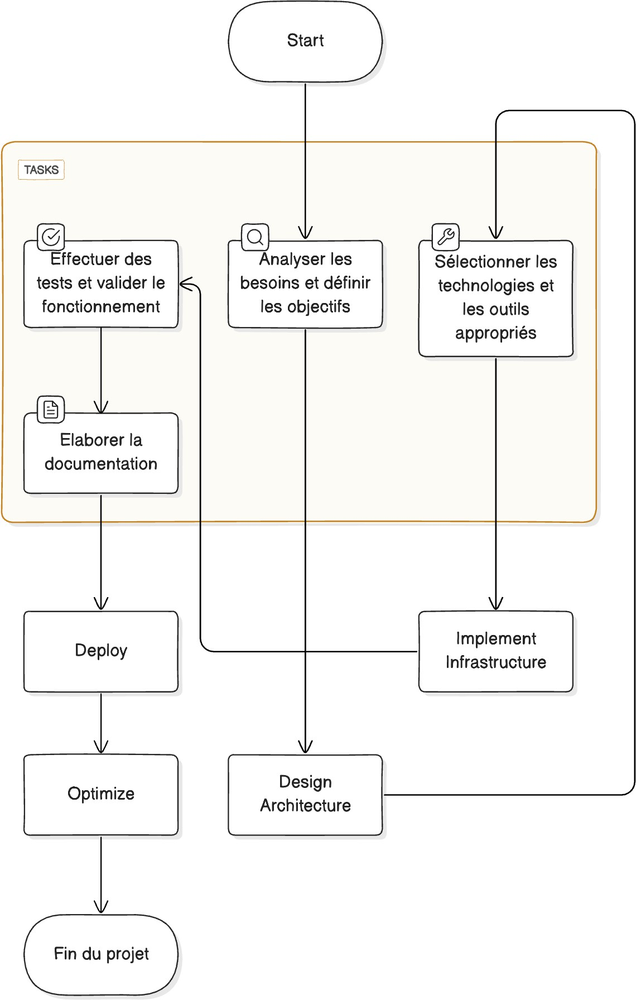 Start
TASKS
Effectuer des
tests et valider le
fonctionnement
Analyser les
besoins et définir
les objectifs
Sélectionner les
technologies et
les outils
appropriés
Elaborer la
documentation
Deploy
Implement
Infrastructure
Optimize
Design
Architecture
Fin du projet